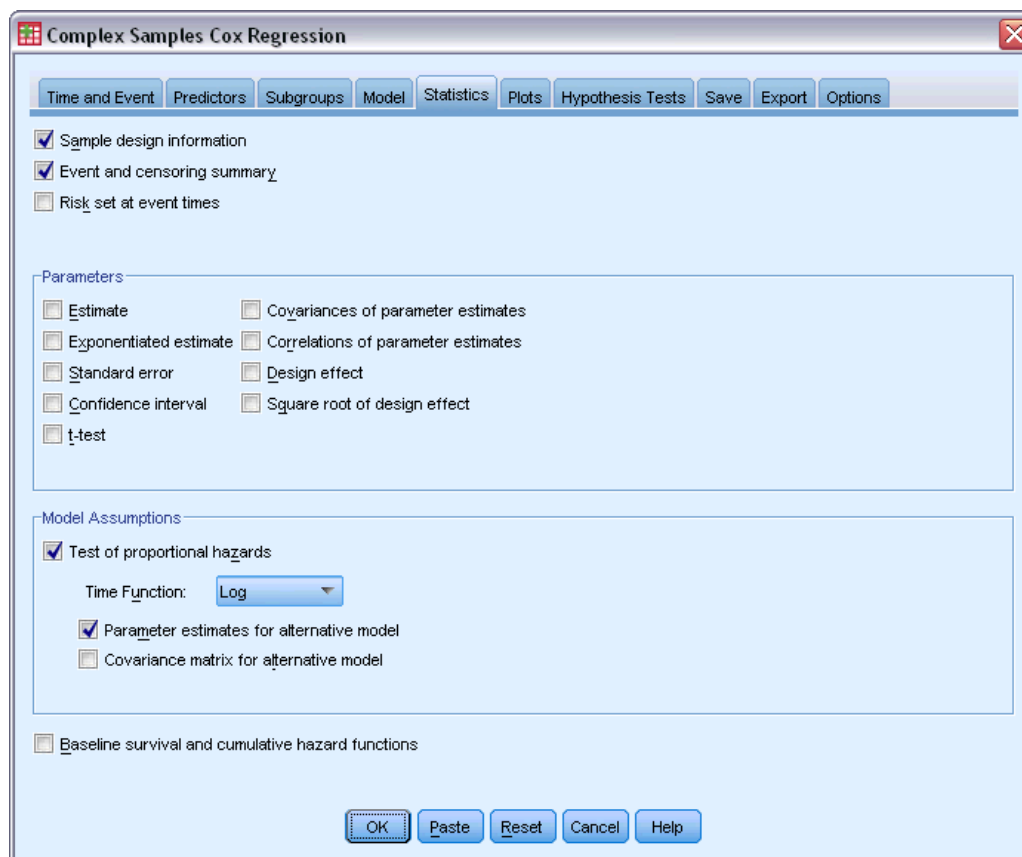 Complex Samples Cox Regression
Time and Event Predictors Subgroups Model Statistics Plots Hypothesis Tests Save Export Options
Sample design information
Event and censoring summary
Risk set at event times
Parameters
Estimate Covariances of parameter estimates
Exponentiated estimate Correlations of parameter estimates
Standard error Design effect
Confidence interval Square root of design effect
t-test
Model Assumptions
Test of proportional hazards
Time Function: Log
Parameter estimates for alternative model
Covariance matrix for alternative model
Baseline survival and cumulative hazard functions
OK Paste Reset Cancel Help